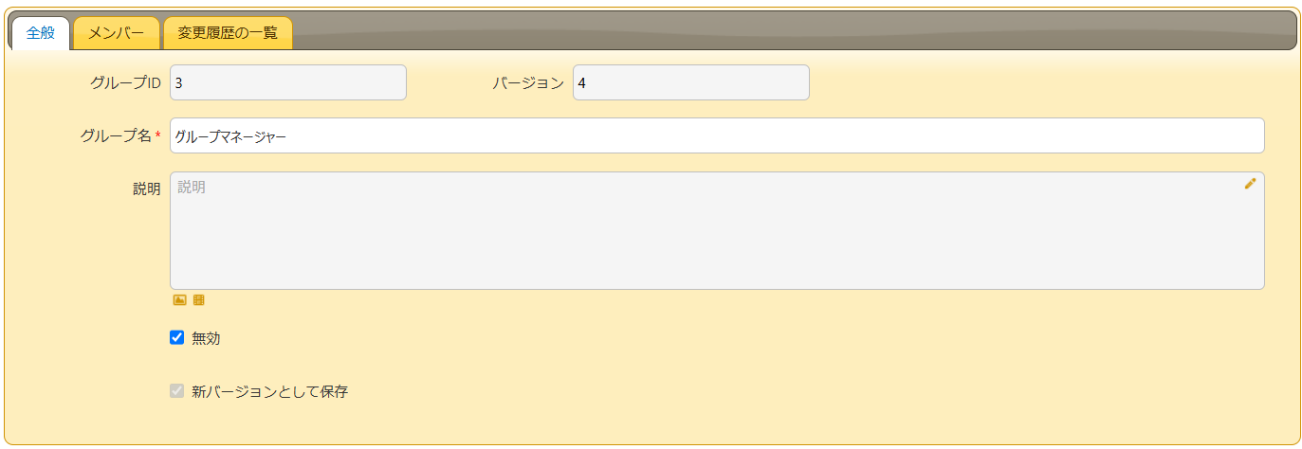 全般 メンバー 変更履歴の一覧
グループID 3 バージョン 4
グループ名* グループマネージャー
説明 説明
無効
新バージョンとして保存